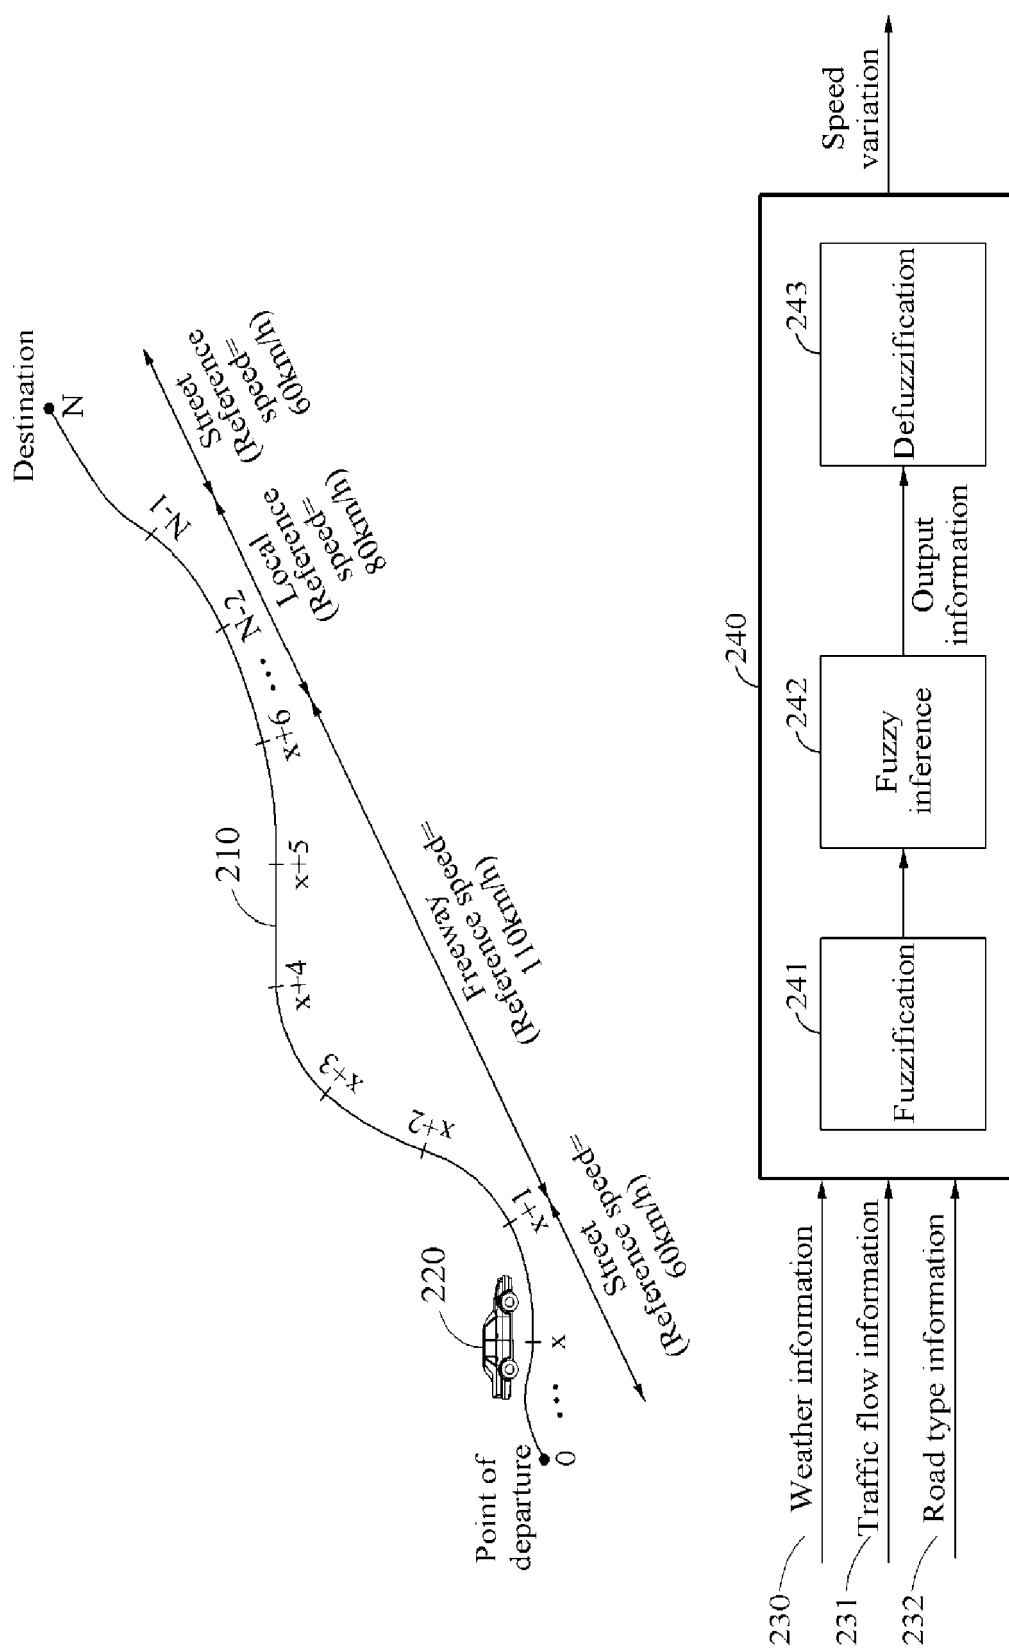 Destination
N
N-1
N-2
...
x+6
x+5
x+4
x+3
x+2
x+1
x
...
0
Point of
departure
210
220
Street
(Reference speed=
60km/h)
Freeway
(Reference speed=
110km/h)
Local
(Reference
speed=
80km/h)
Street
(Reference
speed=
60km/h)
230
Weather information
231
Traffic flow information
232
Road type information
240
241
Fuzzification
242
Fuzzy
inference
Output
information
243
Defuzzification
Speed
variation